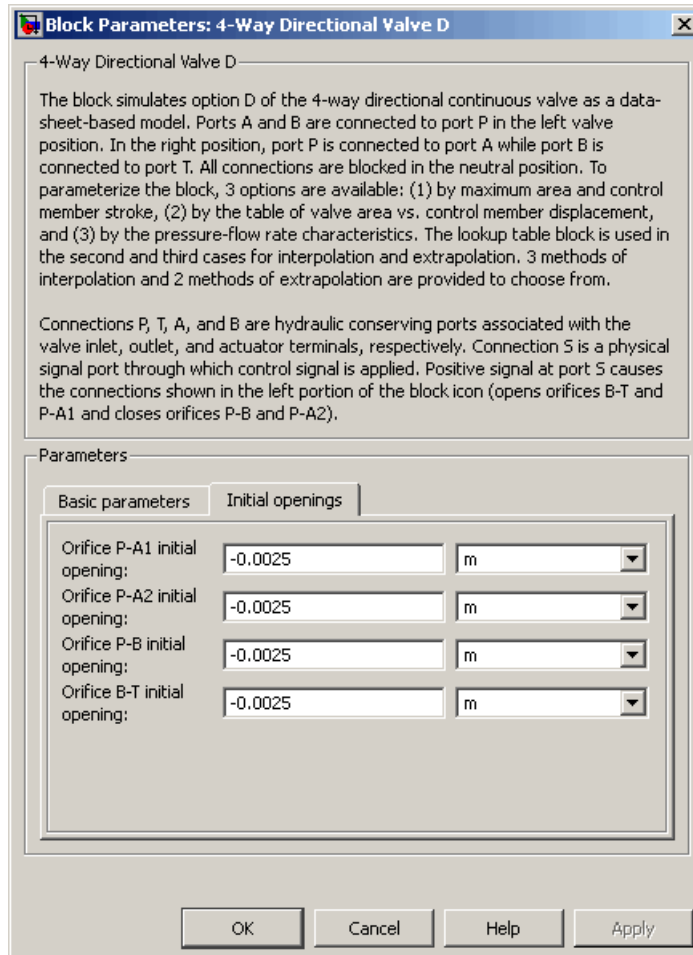 Block Parameters: 4-Way Directional Valve D
4-Way Directional Valve D
The block simulates option D of the 4-way directional continuous valve as a data-
sheet-based model. Ports A and B are connected to port P in the left valve
position. In the right position, port P is connected to port A while port B is
connected to port T. All connections are blocked in the neutral position. To
parameterize the block, 3 options are available: (1) by maximum area and control
member stroke, (2) by the table of valve area vs. control member displacement,
and (3) by the pressure-flow rate characteristics. The lookup table block is used in
the second and third cases for interpolation and extrapolation. 3 methods of
interpolation and 2 methods of extrapolation are provided to choose from.
Connections P, T, A, and B are hydraulic conserving ports associated with the
valve inlet, outlet, and actuator terminals, respectively. Connection S is a physical
signal port through which control signal is applied. Positive signal at port S causes
the connections shown in the left portion of the block icon (opens orifices B-T and
P-A1 and closes orifices P-B and P-A2).
Parameters
Basic parameters Initial openings
Orifice P-A1 initial
opening: -0.0025 m
Orifice P-A2 initial
opening: -0.0025 m
Orifice P-B initial
opening: -0.0025 m
Orifice B-T initial
opening: -0.0025 m
OK Cancel Help Apply